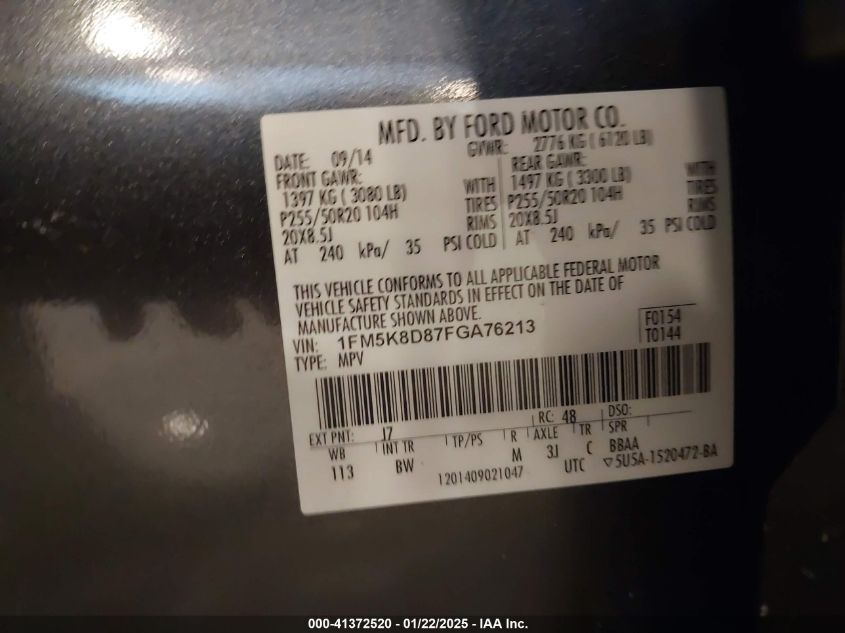 MFD. BY FORD MOTOR CO.
DATE: 09/14 GVWR: 2776 KG ( 6120 LB)
FRONT GAWR: REAR GAWR:
1397 KG ( 3080 LB) WITH 1497 KG ( 3300 LB) WITH
P255/50R20 104H TIRES P255/50R20 104H TIRES
20X8.5J RIMS 20X8.5J RIMS
AT 240 kPa/ 35 PSI COLD AT 240 kPa/ 35 PSI COLD
THIS VEHICLE CONFORMS TO ALL APPLICABLE FEDERAL MOTOR
VEHICLE SAFETY STANDARDS IN EFFECT ON THE DATE OF
MANUFACTURE SHOWN ABOVE.
VIN: 1FM5K8D87FGA76213 F0154
TYPE: MPV T0144
EXT PNT: J7 RC: 48 DSO:
WB INT TR TP/PS R AXLE TR SPR
113 BW M 3J C BBAA
1201409021047 UTC ▽5U5A-1520472-BA
000-41372520 - 01/22/2025 - IAA Inc.